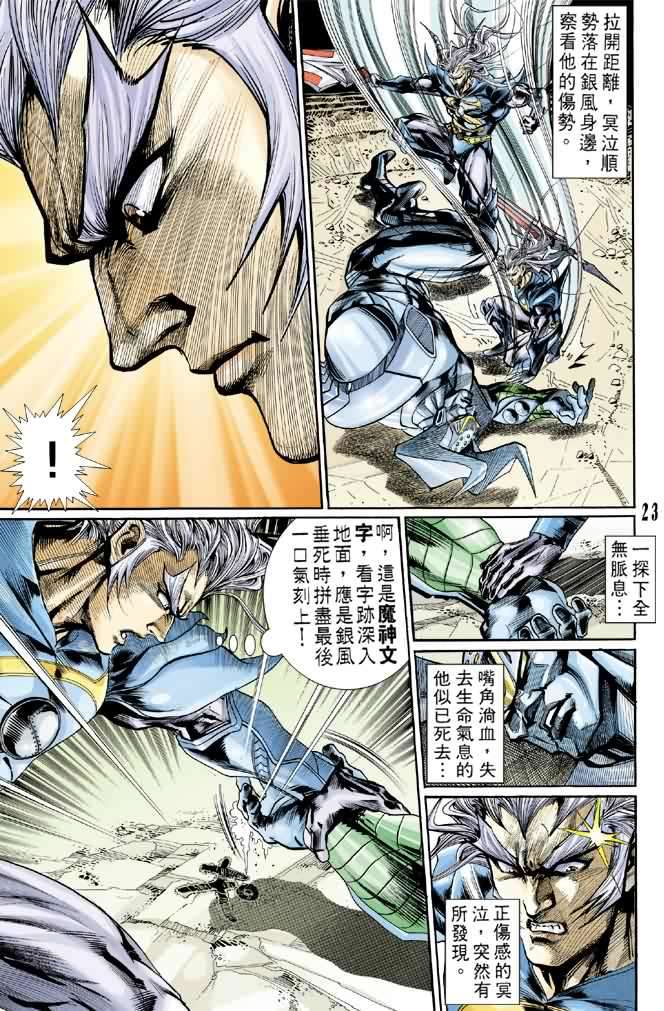 拉開距離，冥泣順
勢落在銀風身邊，
察看他的傷勢。
！
23
一探下全
無脈息…
嘴角淌血，失
去生命氣息的
他似已死去…
正傷感的冥
泣，突然有
所發現。
啊，這是魔神文
字，看字跡深入
地面，應是銀風
垂死時拼盡最後
一口氣刻上！